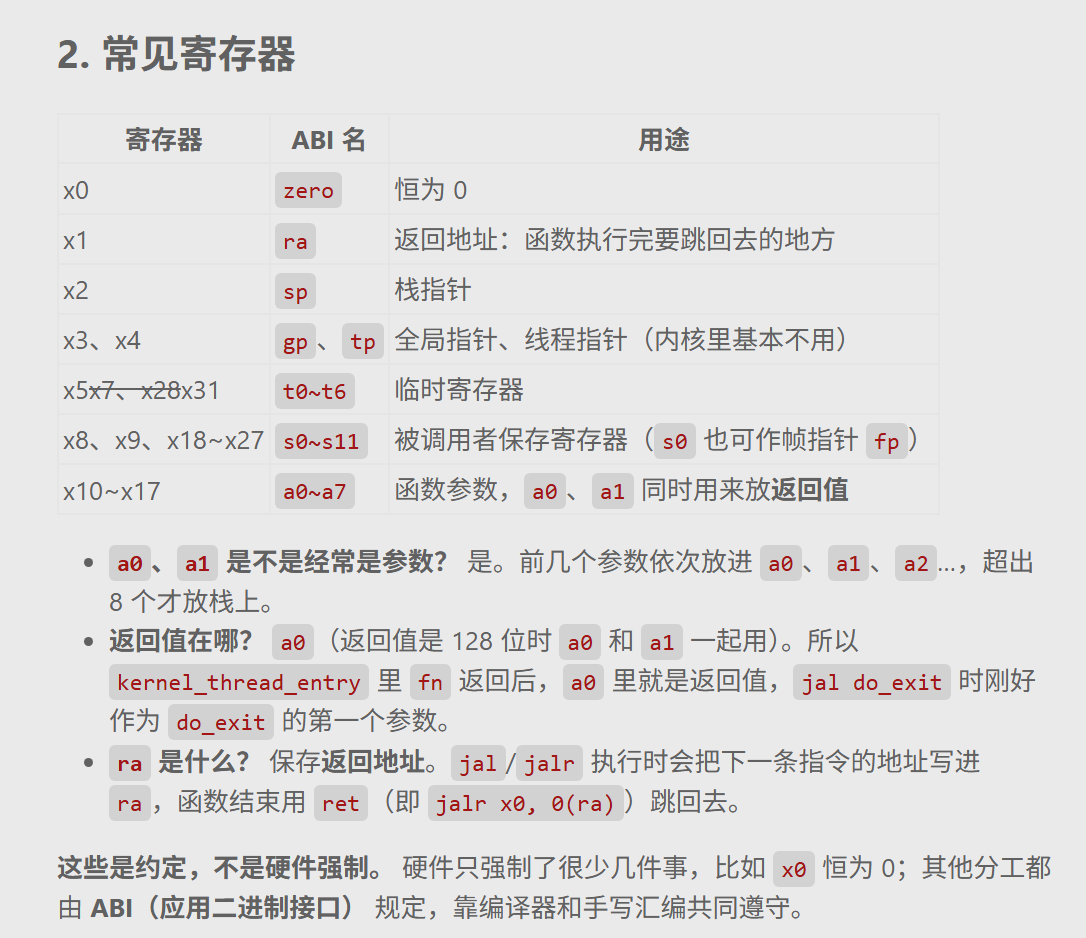 2. 常见寄存器
寄存器 ABI 名 用途
x0 zero 恒为 0
x1 ra 返回地址：函数执行完要跳回去的地方
x2 sp 栈指针
x3、x4 gp、tp 全局指针、线程指针（内核里基本不用）
x5x7、x28x31 t0~t6 临时寄存器
x8、x9、x18~x27 s0~s11 被调用者保存寄存器（s0 也可作帧指针 fp）
x10~x17 a0~a7 函数参数，a0、a1 同时用来放返回值
a0、a1 是不是经常是参数？ 是。前几个参数依次放进 a0、a1、a2…，超出
8 个才放栈上。
返回值在哪？ a0（返回值是 128 位时 a0 和 a1 一起用）。所以
kernel_thread_entry 里 fn 返回后，a0 里就是返回值，jal do_exit 时刚好
作为 do_exit 的第一个参数。
ra 是什么？ 保存返回地址。jal/jalr 执行时会把下一条指令的地址写进
ra，函数结束用 ret（即 jalr x0, 0(ra)）跳回去。
这些是约定，不是硬件强制。 硬件只强制了很少几件事，比如 x0 恒为 0；其他分工都
由 ABI（应用二进制接口） 规定，靠编译器和手写汇编共同遵守。